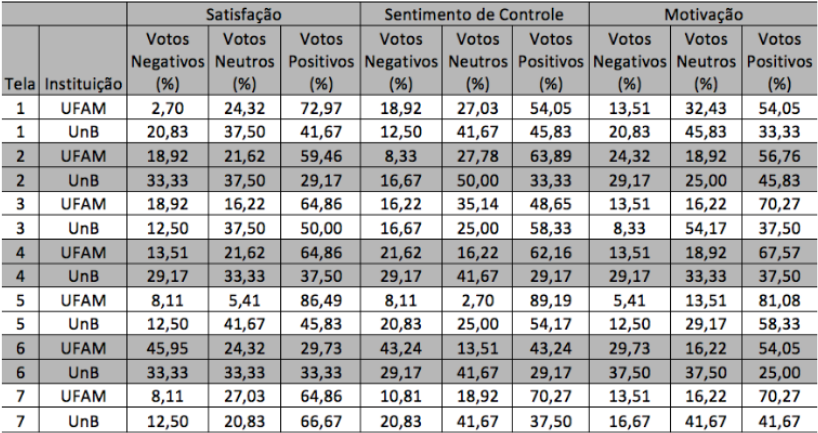 Satisfação Sentimento de Controle Motivação
Votos Votos Votos Votos Votos Votos Votos Votos Votos
Negativos Neutros Positivos Negativos Neutros Positivos Negativos Neutros Positivos
Tela Instituição (%) (%) (%) (%) (%) (%) (%) (%) (%)
1 UFAM 2,70 24,32 72,97 18,92 27,03 54,05 13,51 32,43 54,05
1 UnB 20,83 37,50 41,67 12,50 41,67 45,83 20,83 45,83 33,33
2 UFAM 18,92 21,62 59,46 8,33 27,78 63,89 24,32 18,92 56,76
2 UnB 33,33 37,50 29,17 16,67 50,00 33,33 29,17 25,00 45,83
3 UFAM 18,92 16,22 64,86 16,22 35,14 48,65 13,51 16,22 70,27
3 UnB 12,50 37,50 50,00 16,67 25,00 58,33 8,33 54,17 37,50
4 UFAM 13,51 21,62 64,86 21,62 16,22 62,16 13,51 18,92 67,57
4 UnB 29,17 33,33 37,50 29,17 41,67 29,17 29,17 33,33 37,50
5 UFAM 8,11 5,41 86,49 8,11 2,70 89,19 5,41 13,51 81,08
5 UnB 12,50 41,67 45,83 20,83 25,00 54,17 12,50 29,17 58,33
6 UFAM 45,95 24,32 29,73 43,24 13,51 43,24 29,73 16,22 54,05
6 UnB 33,33 33,33 33,33 29,17 41,67 29,17 37,50 37,50 25,00
7 UFAM 8,11 27,03 64,86 10,81 18,92 70,27 13,51 16,22 70,27
7 UnB 12,50 20,83 66,67 20,83 41,67 37,50 16,67 41,67 41,67